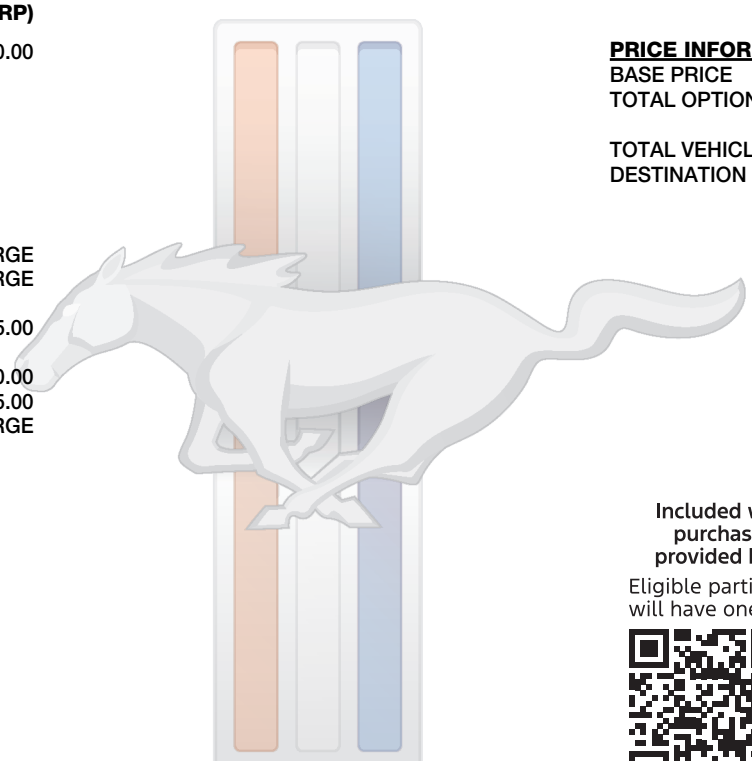 RP)
0.00
RGE
RGE
5.00
0.00
5.00
RGE
PRICE INFOR
BASE PRICE
TOTAL OPTION
TOTAL VEHICL
DESTINATION
Included w
purchas
provided
Eligible parti
will have one